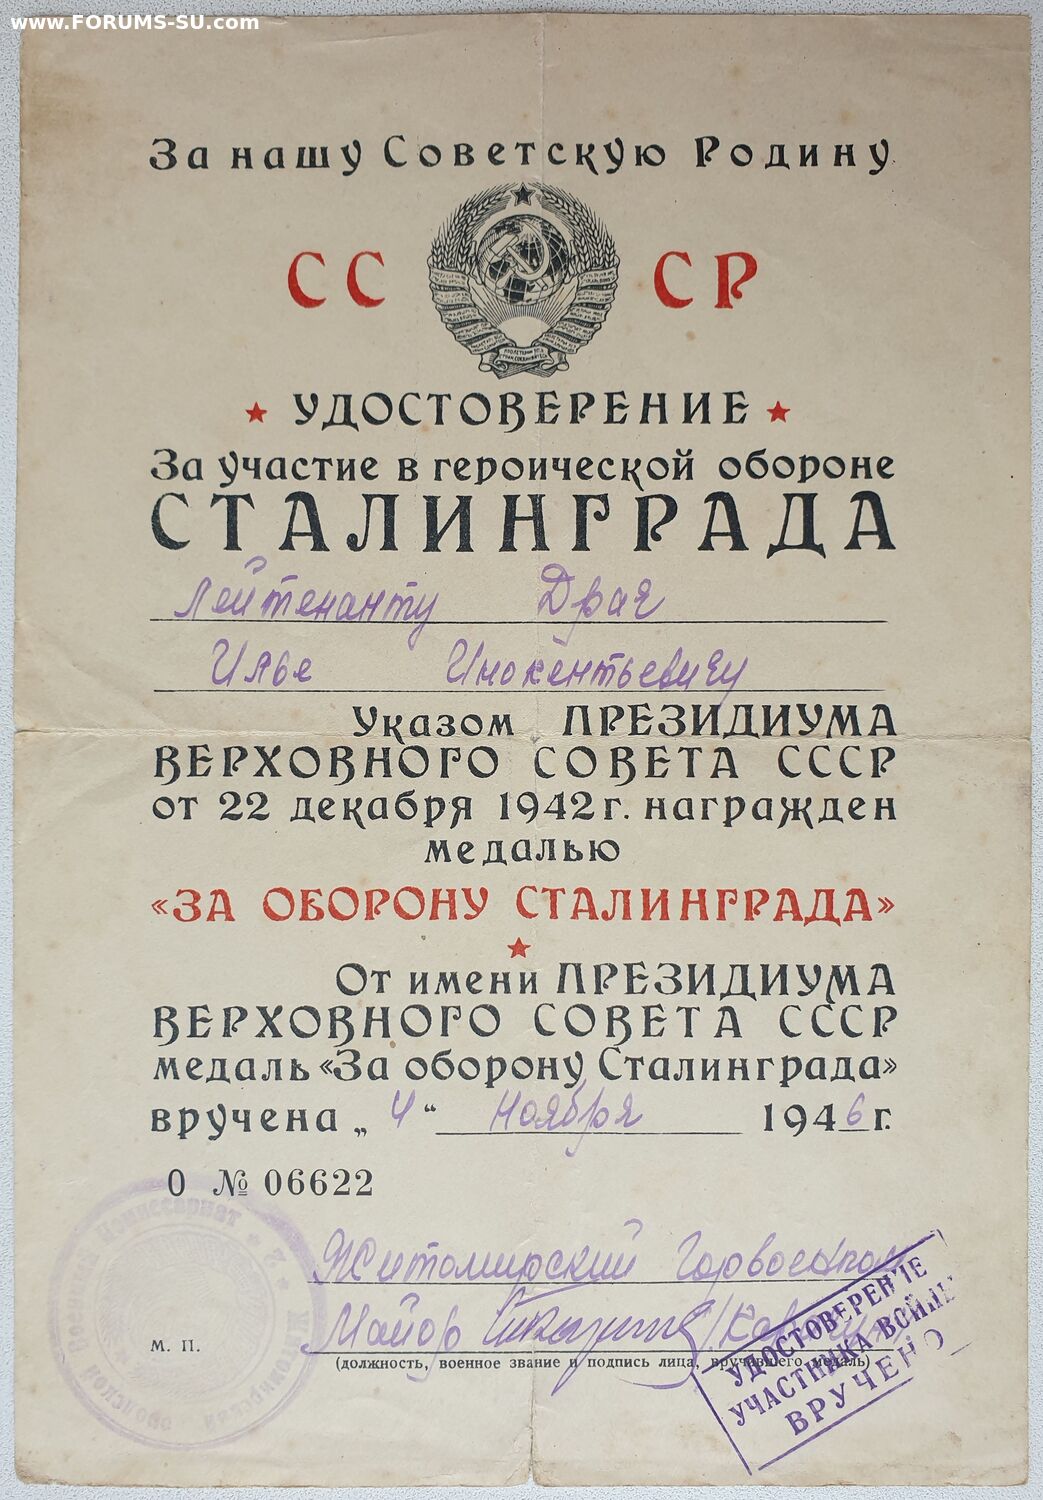 www.FORUMS-SU.com
За нашу Советскую Родину
СС СР
УДОСТОВЕРЕНИЕ
За участие в героической обороне
СТАЛИНГРАДА
Лейтенанту Драч
Илье Инокентьевичу
Указом ПРЕЗИДИУМА
ВЕРХОВНОГО СОВЕТА СССР
от 22 декабря 1942 г. награжден
медалью
«ЗА ОБОРОНУ СТАЛИНГРАДА»
От имени ПРЕЗИДИУМА
ВЕРХОВНОГО СОВЕТА СССР
медаль «За оборону Сталинграда»
вручена „4“ ноября 1946 г.
О № 06622
Житомирский Горвоенком
Майор
М. П.
(должность, военное звание и подпись лица, вручившего медаль)
УДОСТОВЕРЕНИЕ
УЧАСТНИКА ВОЙНЫ
ВРУЧЕНО
Комиссариат